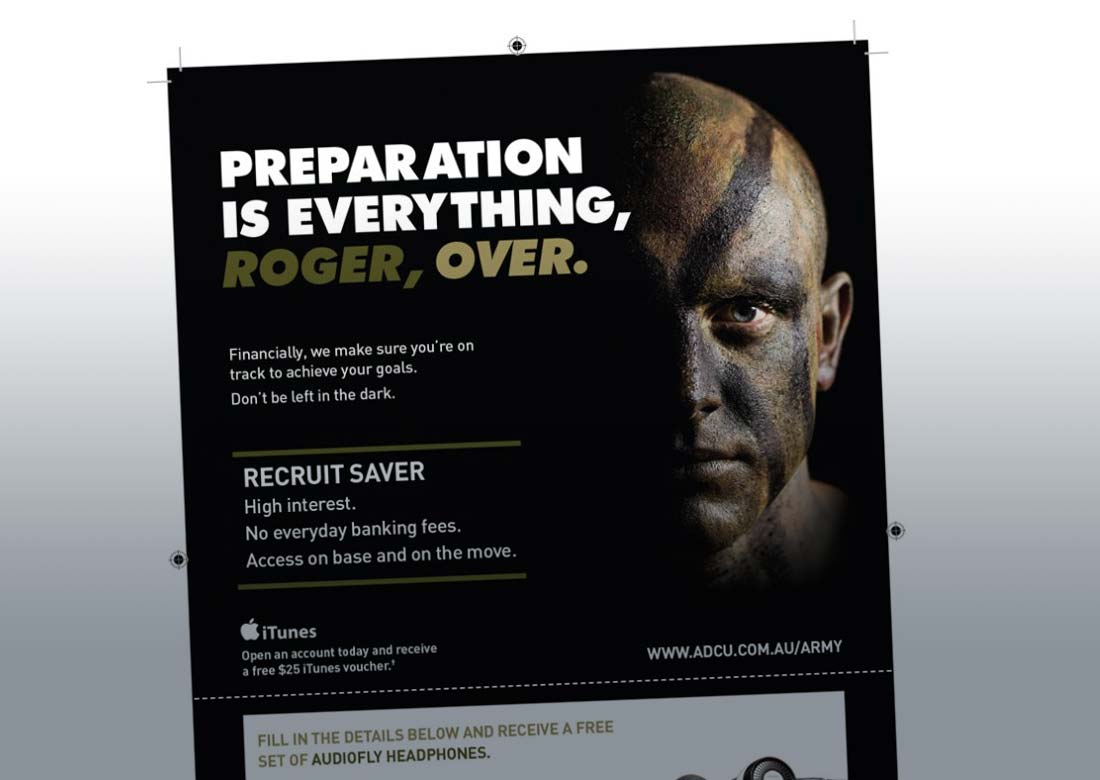 PREPARATION
IS EVERYTHING,
ROGER, OVER.
Financially, we make sure you're on
track to achieve your goals.
Don't be left in the dark.
RECRUIT SAVER
High interest.
No everyday banking fees.
Access on base and on the move.
iTunes
Open an account today and receive
a free $25 iTunes voucher.†
WWW.ADCU.COM.AU/ARMY
FILL IN THE DETAILS BELOW AND RECEIVE A FREE
SET OF AUDIOFLY HEADPHONES.